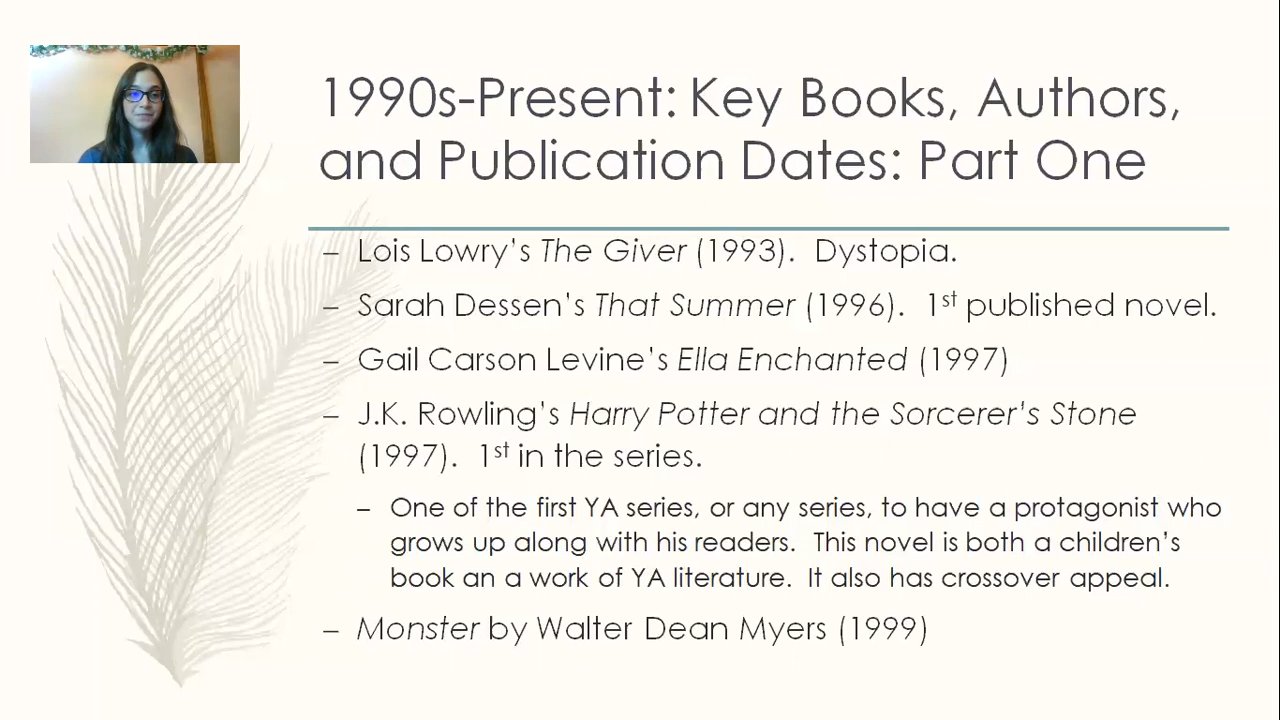 1990s-Present: Key Books, Authors,
and Publication Dates: Part One
– Lois Lowry's The Giver (1993). Dystopia.
– Sarah Dessen's That Summer (1996). 1st published novel.
– Gail Carson Levine's Ella Enchanted (1997)
– J.K. Rowling's Harry Potter and the Sorcerer's Stone
(1997). 1st in the series.
– One of the first YA series, or any series, to have a protagonist who
grows up along with his readers. This novel is both a children's
book an a work of YA literature. It also has crossover appeal.
– Monster by Walter Dean Myers (1999)